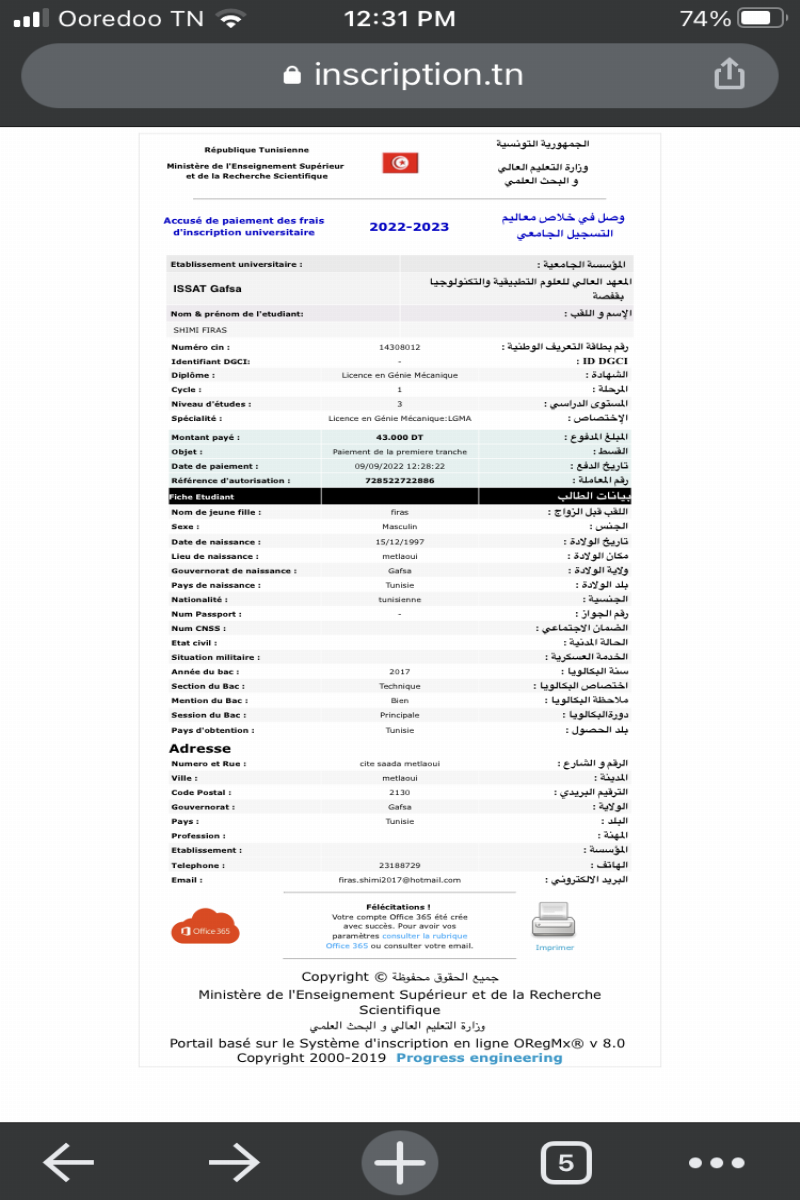 Ooredoo TN 12:31 PM 74%
inscription.tn
République Tunisienne
الجمهورية التونسية
Ministère de l'Enseignement Supérieur
et de la Recherche Scientifique
وزارة التعليم العالي
و البحث العلمي
Accusé de paiement des frais
d'inscription universitaire
2022-2023
وصل في خلاص معاليم
التسجيل الجامعي
Etablissement universitaire : المؤسسة الجامعية :
ISSAT Gafsa
المعهد العالي للعلوم التطبيقية والتكنولوجيا
بقفصة
Nom & prénom de l'etudiant: الإسم و اللقب :
SHIMI FIRAS
Numéro cin : 14308012 رقم بطاقة التعريف الوطنية :
Identifiant DGCI: - ID DGCI :
Diplôme : Licence en Génie Mécanique الشهادة :
Cycle : 1 المرحلة :
Niveau d'études : 3 المستوى الدراسي :
Spécialité : Licence en Génie Mécanique:LGMA الإختصاص :
Montant payé : 43.000 DT المبلغ المدفوع :
Objet : Paiement de la premiere tranche القسط :
Date de paiement : 09/09/2022 12:28:22 تاريخ الدفع :
Référence d'autorisation : 728522722886 رقم المعاملة :
Fiche Etudiant بيانات الطالب
Nom de jeune fille : firas اللقب قبل الزواج :
Sexe : Masculin الجنس :
Date de naissance : 15/12/1997 تاريخ الولادة :
Lieu de naissance : metlaoui مكان الولادة :
Gouvernorat de naissance : Gafsa ولاية الولادة :
Pays de naissance : Tunisie بلد الولادة :
Nationalité : tunisienne الجنسية :
Num Passport : - رقم الجواز :
Num CNSS : الضمان الاجتماعي :
Etat civil : الحالة المدنية :
Situation militaire : الخدمة العسكرية :
Année du bac : 2017 سنة البكالويا :
Section du Bac : Technique اختصاص البكالويا :
Mention du Bac : Bien ملاحظة البكالويا :
Session du Bac : Principale دورةالبكالويا :
Pays d'obtention : Tunisie بلد الحصول :
Adresse
Numero et Rue : cite saada metlaoui الرقم و الشارع :
Ville : metlaoui المدينة :
Code Postal : 2130 الترقيم البريدي :
Gouvernorat : Gafsa الولاية :
Pays : Tunisie البلد :
Profession : المهنة :
Etablissement : المؤسسة :
Telephone : 23188729 الهاتف :
Email : firas.shimi2017@hotmail.com البريد الالكتروني :
Office 365
Félécitations !
Votre compte Office 365 été crée
avec succès. Pour avoir vos
paramètres consulter la rubrique
Office 365 ou consulter votre email.
Imprimer
Copyright © جميع الحقوق محفوظة
Ministère de l'Enseignement Supérieur et de la Recherche
Scientifique
وزارة التعليم العالي و البحث العلمي
Portail basé sur le Système d'inscription en ligne ORegMx® v 8.0
Copyright 2000-2019 Progress engineering
5